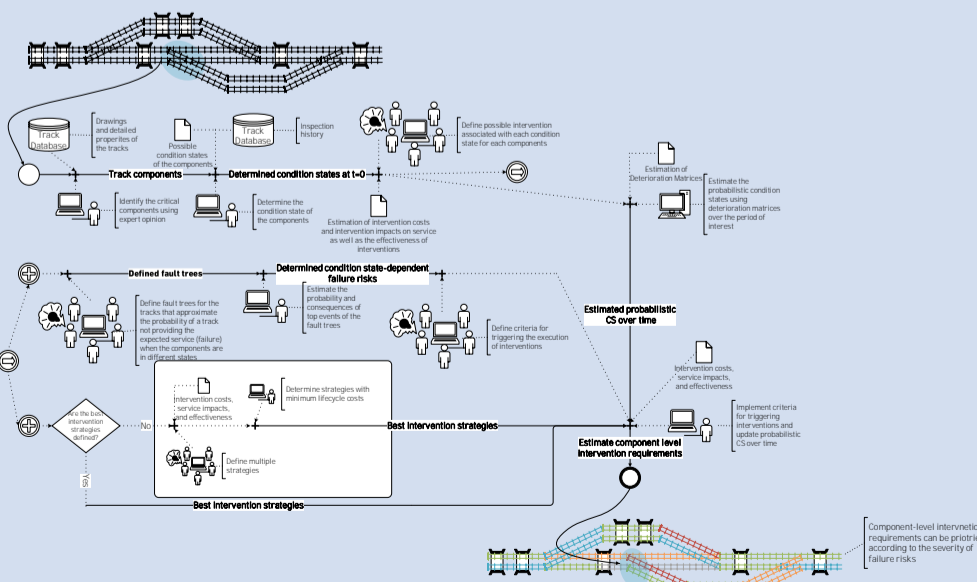 Drawings
and detailed
properites of
the tracks
Track
Database
Possible
condition states
of the components
Track
Database
Inspection
history
Define possible intervention
associated with each condition
state for each components
Track components
Determined condition states at t=0
Identify the critical
components using
expert opinion
Determine the
condition state of
the components
Estimation of intervention costs
and intervention impacts on service
as well as the effectiveness of
interventions
Estimation of
Deterioration Matrices
Estimate the
probabilistic condition
states using
deterioration matrices
over the period of
interest
Defined fault trees
Determined condition state-dependent
failure risks
Define fault trees for the
tracks that approximate
the probability of a track
not providing the
expected service (failure)
when the components are
in different states
Estimate the
probability and
consequences of
top events of the
fault trees
Define criteria for
triggering the execution
of interventions
Estimated probabilistic
CS over time
Intervention costs,
service impacts,
and effectiveness
Are the best
intervention
strategies
defined?
No
Yes
Intervention costs,
service impacts,
and effectiveness
Determine strategies with
minimum lifecycle costs
Define multiple
strategies
Best intervention strategies
Best intervention strategies
Implement criteria
for triggering
interventions and
update probabilistic
CS over time
Estimate component level
intervention requirements
Component-level intervnetic
requirements can be priotrie
according to the severity of
failure risks